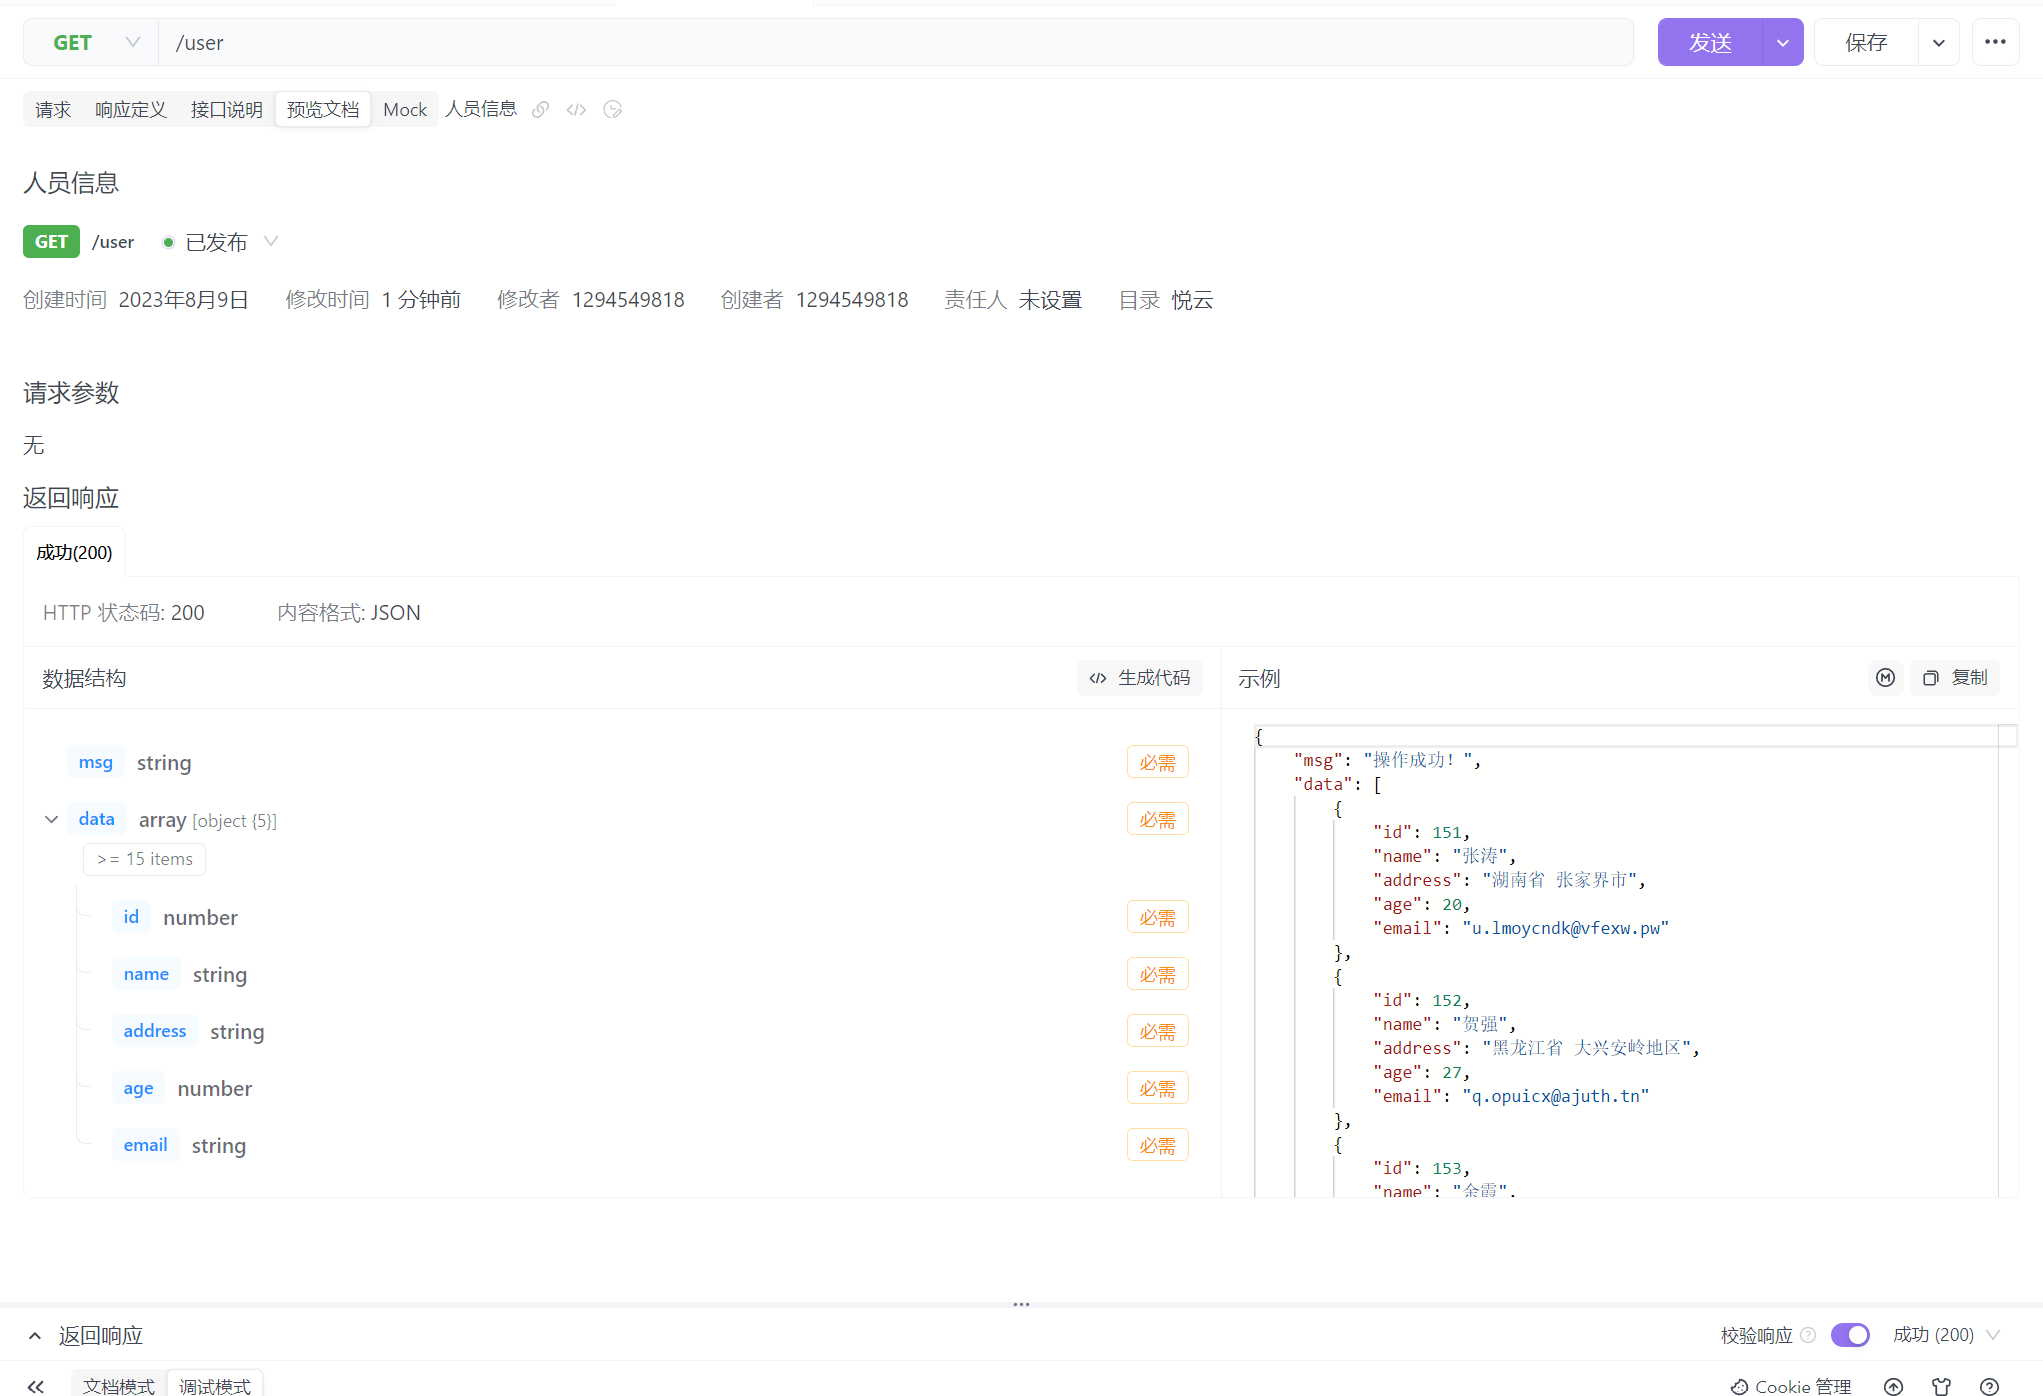 GET /user 发送 保存
请求 响应定义 接口说明 预览文档 Mock 人员信息
人员信息
GET /user 已发布
创建时间 2023年8月9日 修改时间 1 分钟前 修改者 1294549818 创建者 1294549818 责任人 未设置 目录 悦云
请求参数
无
返回响应
成功(200)
HTTP 状态码: 200 内容格式: JSON
数据结构 生成代码
msg string 必需
data array [object {5}] 必需
>= 15 items
id number 必需
name string 必需
address string 必需
age number 必需
email string 必需
示例 复制
{
"msg": "操作成功! ",
"data": [
{
"id": 151,
"name": "张涛",
"address": "湖南省 张家界市",
"age": 20,
"email": "u.lmoycndk@vfexw.pw"
},
{
"id": 152,
"name": "贺强",
"address": "黑龙江省 大兴安岭地区",
"age": 27,
"email": "q.opuicx@ajuth.tn"
},
{
"id": 153,
"name": "余霞",
返回响应 校验响应 成功 (200)
文档模式 调试模式 Cookie 管理